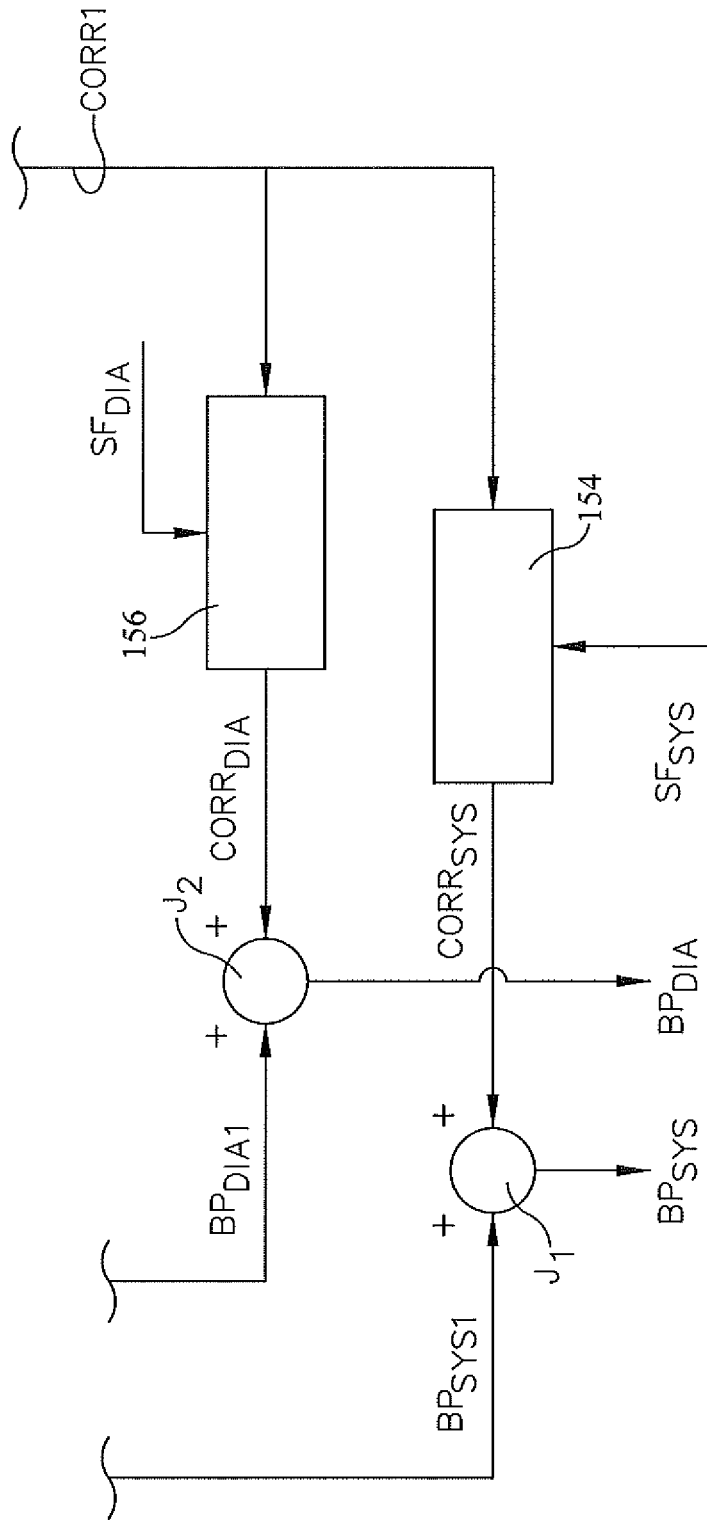 CORR1
SF_DIA
156
154
SF_SYS
CORR_DIA
CORR_SYS
J_2
+
+
BP_DIA1
BP_DIA
+
+
J_1
BP_SYS
BP_SYS1